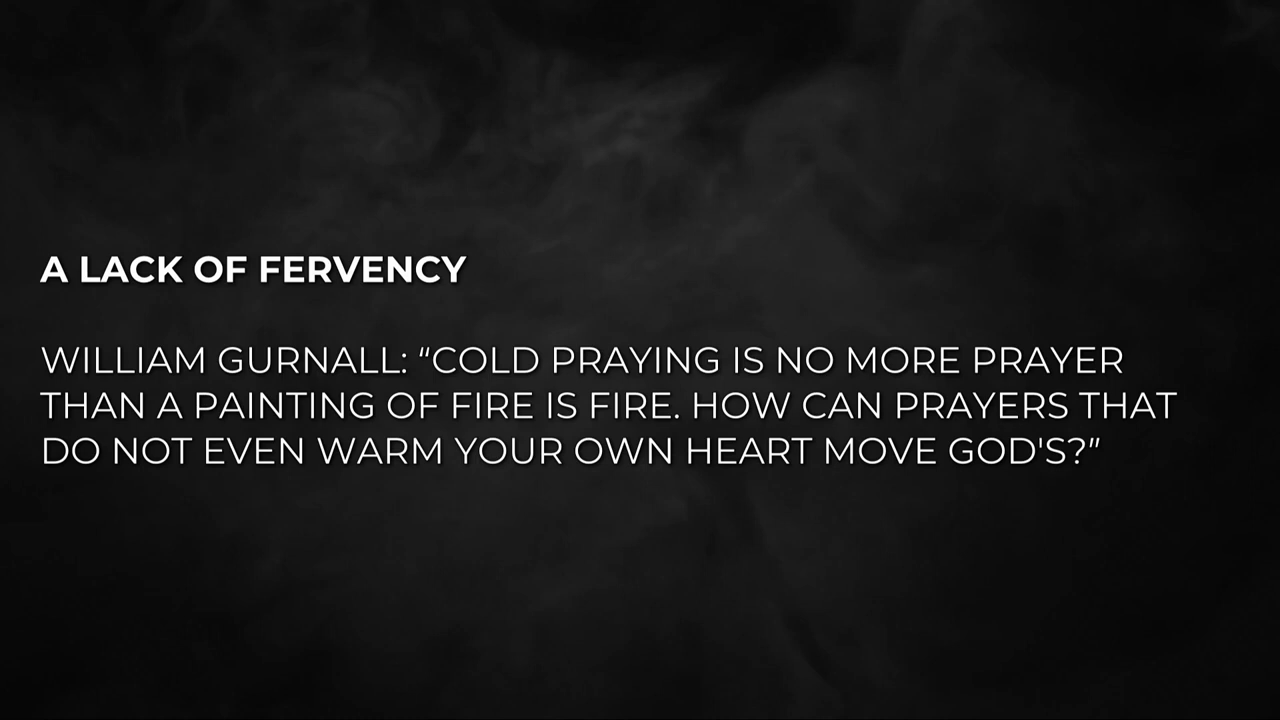 A LACK OF FERVENCY
WILLIAM GURNALL: “COLD PRAYING IS NO MORE PRAYER
THAN A PAINTING OF FIRE IS FIRE. HOW CAN PRAYERS THAT
DO NOT EVEN WARM YOUR OWN HEART MOVE GOD'S?”